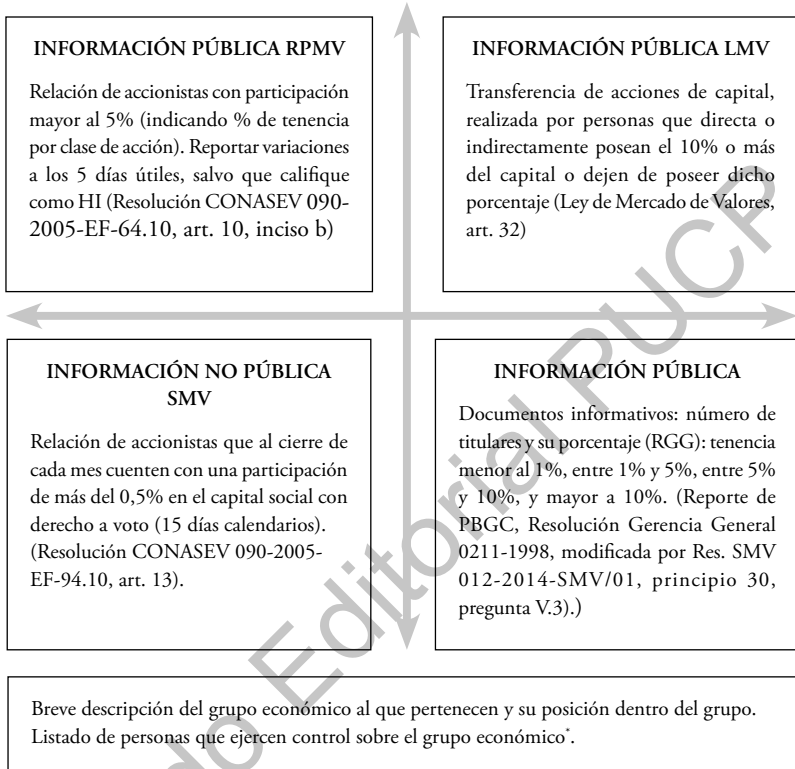 INFORMACIÓN PÚBLICA RPMV
Relación de accionistas con participación
mayor al 5% (indicando % de tenencia
por clase de acción). Reportar variaciones
a los 5 días útiles, salvo que califique
como HI (Resolución CONASEV 090-
2005-EF-64.10, art. 10, inciso b)
INFORMACIÓN PÚBLICA LMV
Transferencia de acciones de capital,
realizada por personas que directa o
indirectamente posean el 10% o más
del capital o dejen de poseer dicho
porcentaje (Ley de Mercado de Valores,
art. 32)
INFORMACIÓN NO PÚBLICA
SMV
Relación de accionistas que al cierre de
cada mes cuenten con una participación
de más del 0,5% en el capital social con
derecho a voto (15 días calendarios).
(Resolución CONASEV 090-2005-
EF-94.10, art. 13).
INFORMACIÓN PÚBLICA
Documentos informativos: número de
titulares y su porcentaje (RGG): tenencia
menor al 1%, entre 1% y 5%, entre 5%
y 10%, y mayor a 10%. (Reporte de
PBGC, Resolución Gerencia General
0211-1998, modificada por Res. SMV
012-2014-SMV/01, principio 30,
pregunta V.3).)
Breve descripción del grupo económico al que pertenecen y su posición dentro del grupo.
Listado de personas que ejercen control sobre el grupo económico*.
do Editorial PUCP